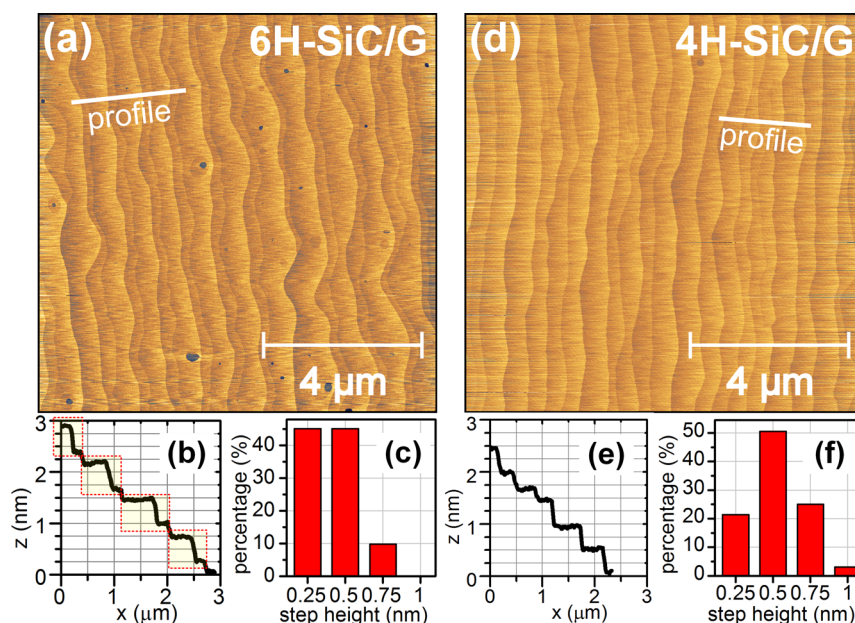 (a) 6H-SiC/G
profile
4 μm
(d) 4H-SiC/G
profile
4 μm
(b)
3
2
1
0
z (nm)
0 1 2 3
x (μm)
(c)
40
30
20
10
0
percentage (%)
0.25 0.5 0.75 1
step height (nm)
(e)
3
2
1
0
z (nm)
0 1 2 3
x (μm)
(f)
50
40
30
20
10
0
percentage (%)
0.25 0.5 0.75 1
step height (nm)